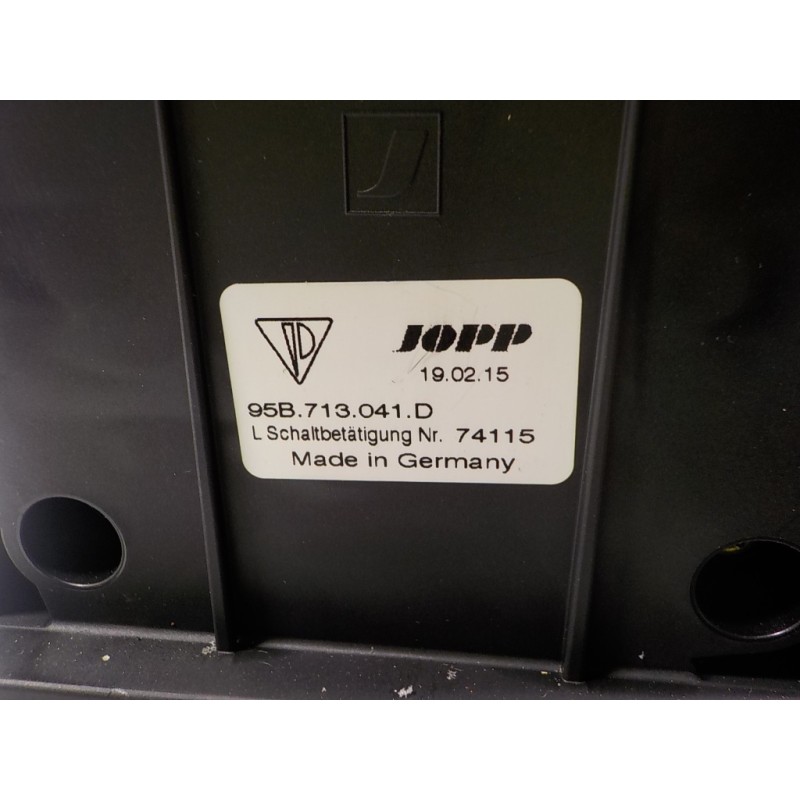 JOPP
19.02.15
95B.713.041.D
L Schaltbetätigung Nr. 74115
Made in Germany